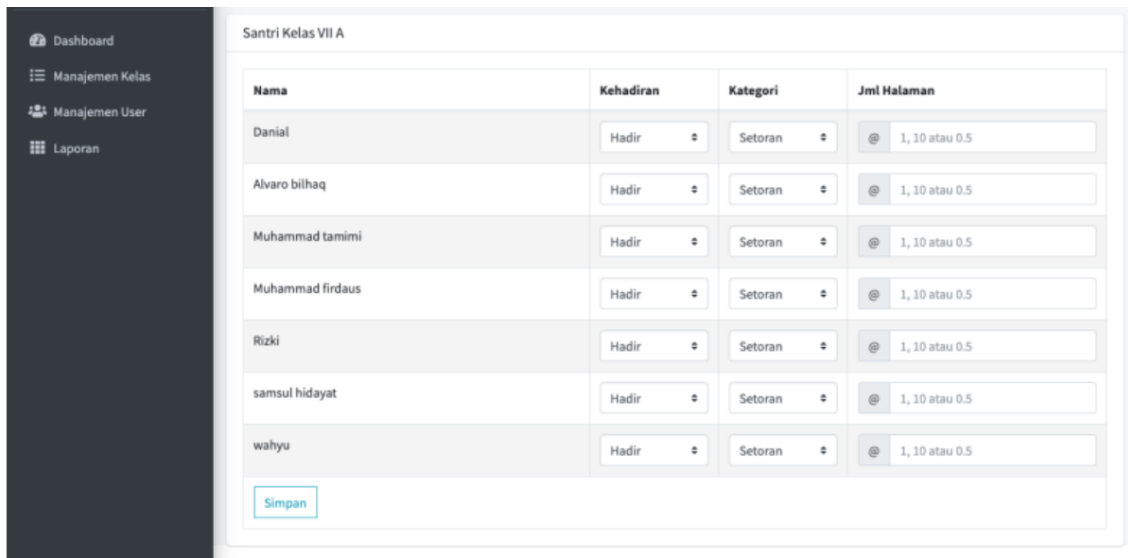 Dashboard
Manajemen Kelas
Manajemen User
Laporan
Santri Kelas VII A
Nama Kehadiran Kategori Jml Halaman
Danial Hadir Setoran @ 1, 10 atau 0.5
Alvaro bilhaq Hadir Setoran @ 1, 10 atau 0.5
Muhammad tamimi Hadir Setoran @ 1, 10 atau 0.5
Muhammad firdaus Hadir Setoran @ 1, 10 atau 0.5
Rizki Hadir Setoran @ 1, 10 atau 0.5
samsul hidayat Hadir Setoran @ 1, 10 atau 0.5
wahyu Hadir Setoran @ 1, 10 atau 0.5
Simpan